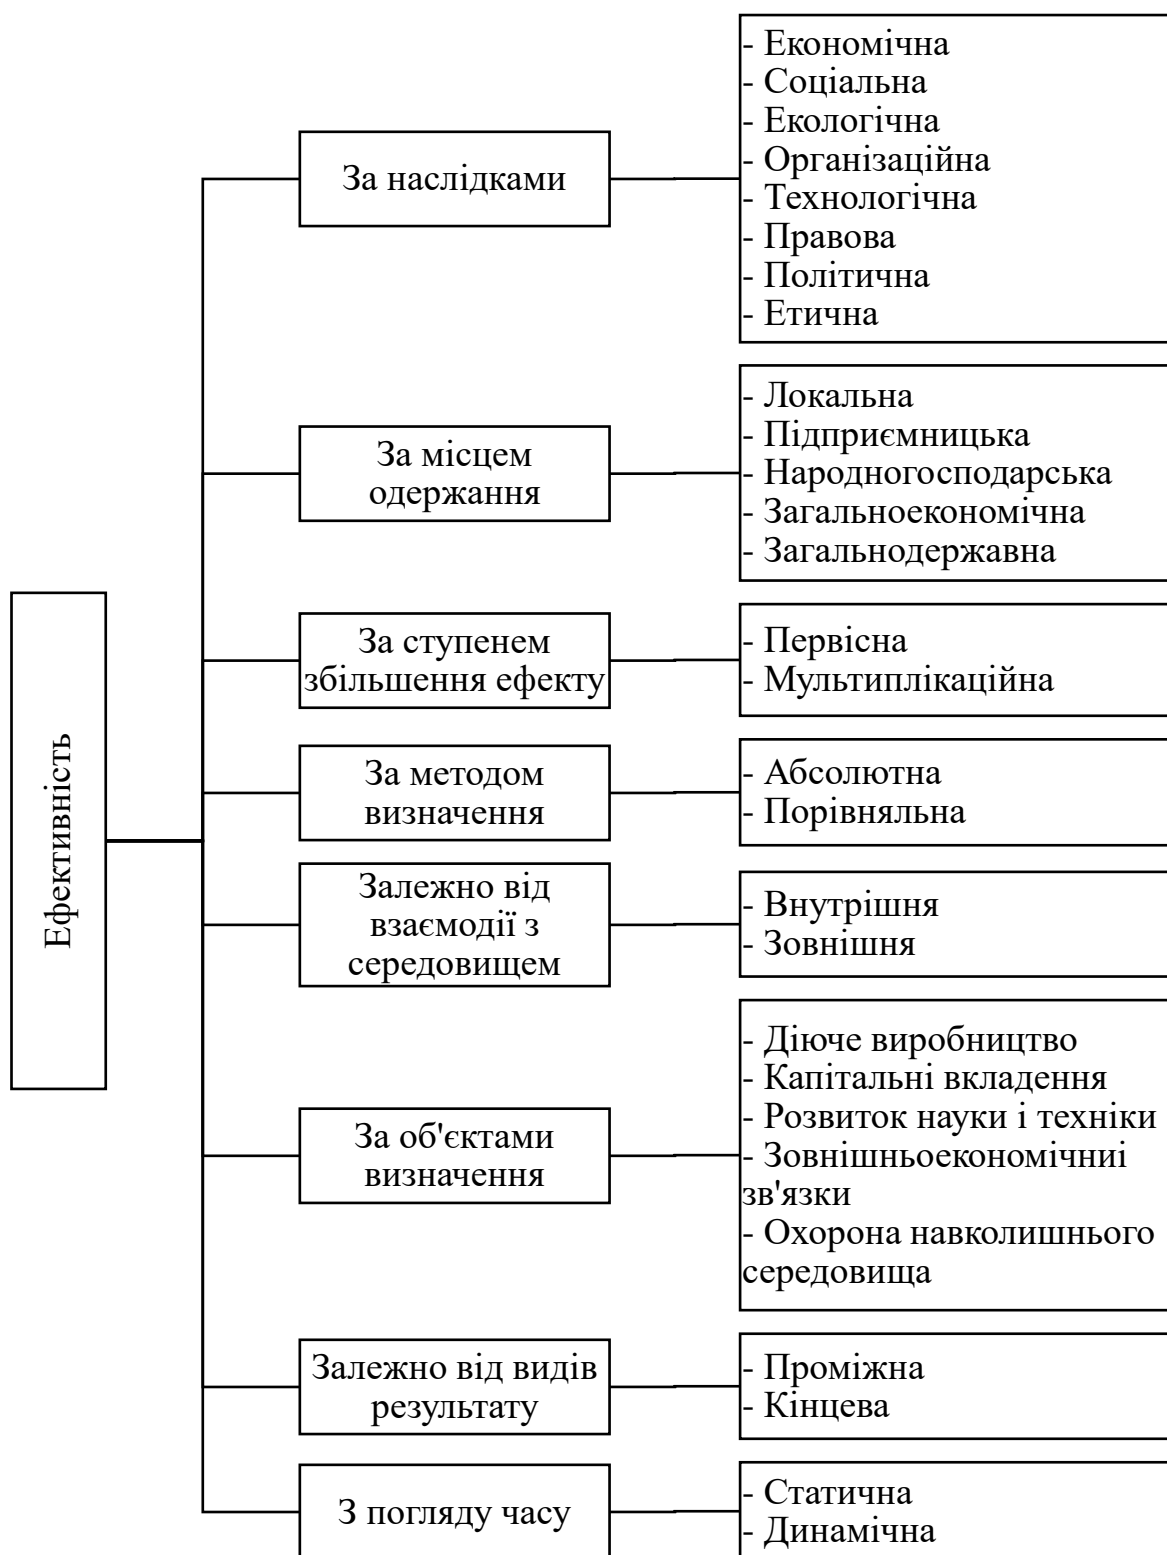 Ефективність
За наслідками
- Економічна
- Соціальна
- Екологічна
- Організаційна
- Технологічна
- Правова
- Політична
- Етична
За місцем
одержання
- Локальна
- Підприємницька
- Народногосподарська
- Загальноекономічна
- Загальнодержавна
За ступенем
збільшення ефекту
- Первісна
- Мультиплікаційна
За методом
визначення
- Абсолютна
- Порівняльна
Залежно від
взаємодії з
середовищем
- Внутрішня
- Зовнішня
За об'єктами
визначення
- Діюче виробництво
- Капітальні вкладення
- Розвиток науки і техніки
- Зовнішньоекономічниі
зв'язки
- Охорона навколишнього
середовища
Залежно від видів
результату
- Проміжна
- Кінцева
З погляду часу
- Статична
- Динамічна